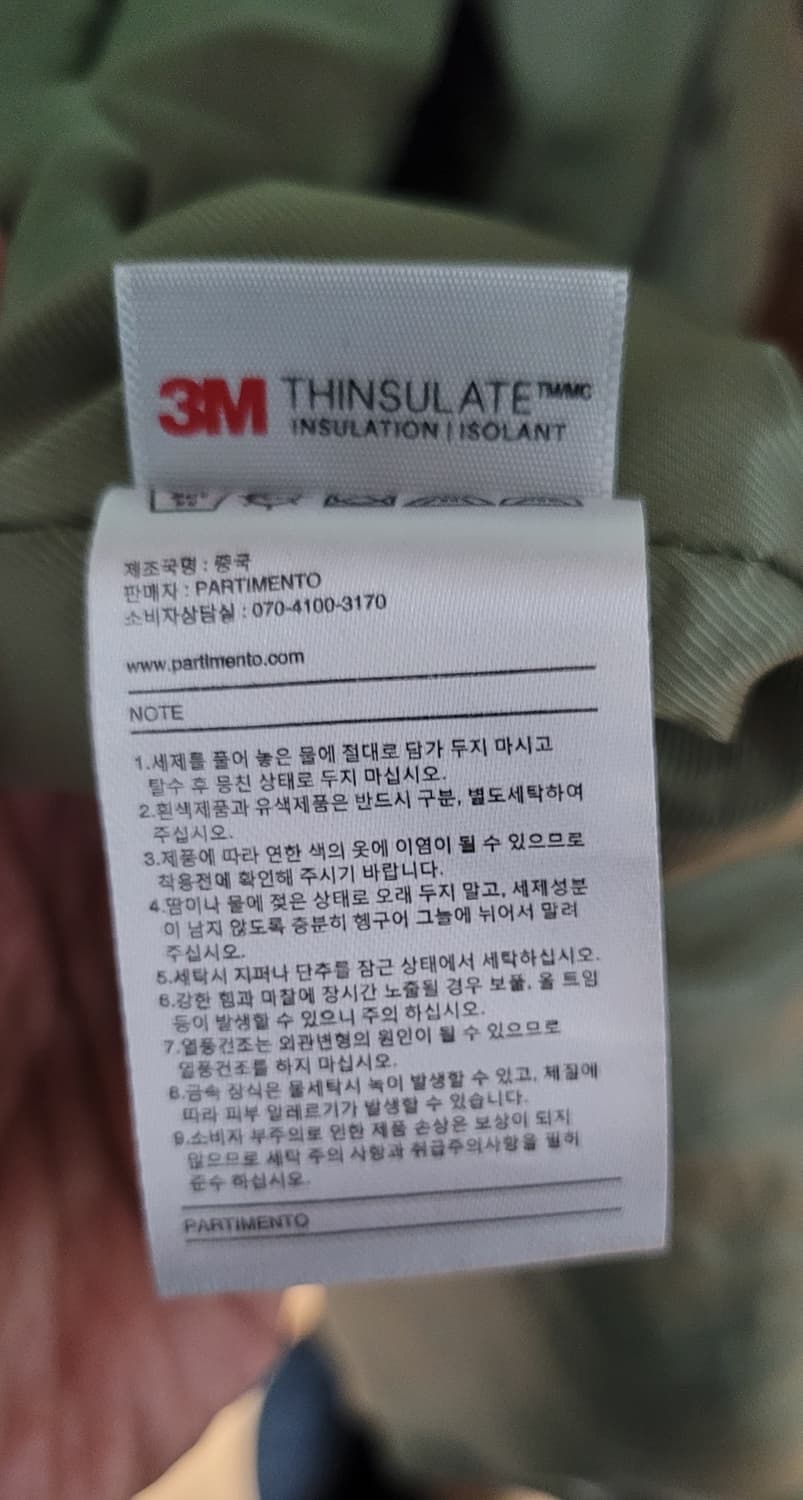 3M THINSULATE™/MC
INSULATION | ISOLANT
제조국명 : 중국
판매자 : PARTIMENTO
소비자상담실 : 070-4100-3170
www.partimento.com
NOTE
1.세제를 풀어 놓은 물에 절대로 담가 두지 마시고
탈수 후 뭉친 상태로 두지 마십시오.
2.흰색제품과 유색제품은 반드시 구분, 별도세탁하여
주십시오.
3.제품에 따라 연한 색의 옷에 이염이 될 수 있으므로
착용전에 확인해 주시기 바랍니다.
4.땀이나 물에 젖은 상태로 오래 두지 말고, 세제성분
이 남지 않도록 충분히 헹구어 그늘에 뉘어서 말려
주십시오.
5.세탁시 지퍼나 단추를 잠근 상태에서 세탁하십시오.
6.강한 힘과 마찰에 장시간 노출될 경우 보풀, 올 트임
등이 발생할 수 있으니 주의 하십시오.
7.열풍건조는 외관변형의 원인이 될 수 있으므로
열풍건조를 하지 마십시오.
8.금속 장식은 물세탁시 녹이 발생할 수 있고, 체질에
따라 피부 알레르기가 발생할 수 있습니다.
9.소비자 부주의로 인한 제품 손상은 보상이 되지
않으므로 세탁 주의 사항과 취급주의사항을 필히
준수 하십시오.
PARTIMENTO